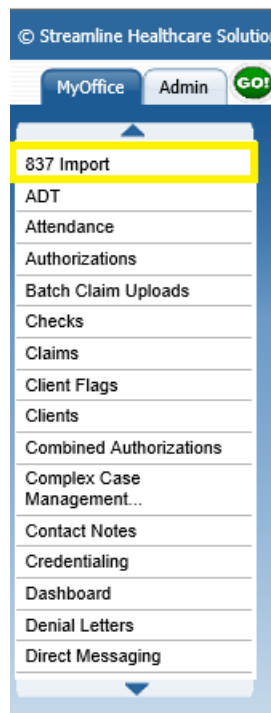 © Streamline Healthcare Solutio
MyOffice Admin GO!
837 Import
ADT
Attendance
Authorizations
Batch Claim Uploads
Checks
Claims
Client Flags
Clients
Combined Authorizations
Complex Case
Management...
Contact Notes
Credentialing
Dashboard
Denial Letters
Direct Messaging